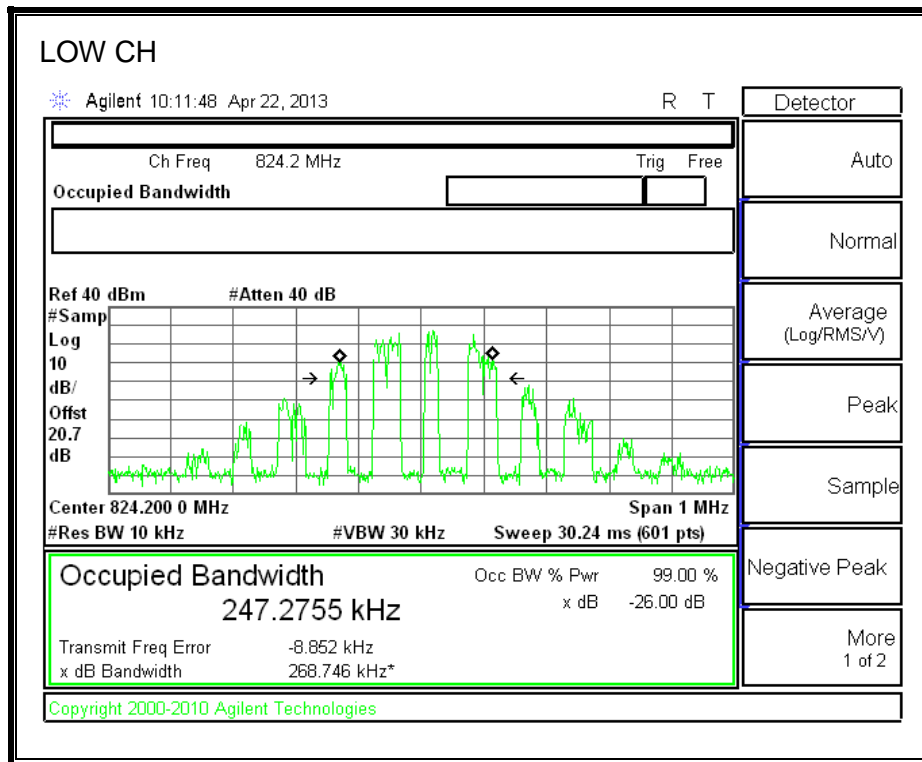 LOW CH
Agilent 10:11:48 Apr 22, 2013 R T
Detector
Ch Freq 824.2 MHz Trig Free
Occupied Bandwidth
Auto
Normal
Average
(Log/RMS/V)
Peak
Sample
Negative Peak
More
1 of 2
Ref 40 dBm #Atten 40 dB
#Samp
Log
10
dB/
Offst
20.7
dB
Center 824.200 0 MHz Span 1 MHz
#Res BW 10 kHz #VBW 30 kHz Sweep 30.24 ms (601 pts)
Occupied Bandwidth Occ BW % Pwr 99.00 %
247.2755 kHz x dB -26.00 dB
Transmit Freq Error -8.852 kHz
x dB Bandwidth 268.746 kHz*
Copyright 2000-2010 Agilent Technologies